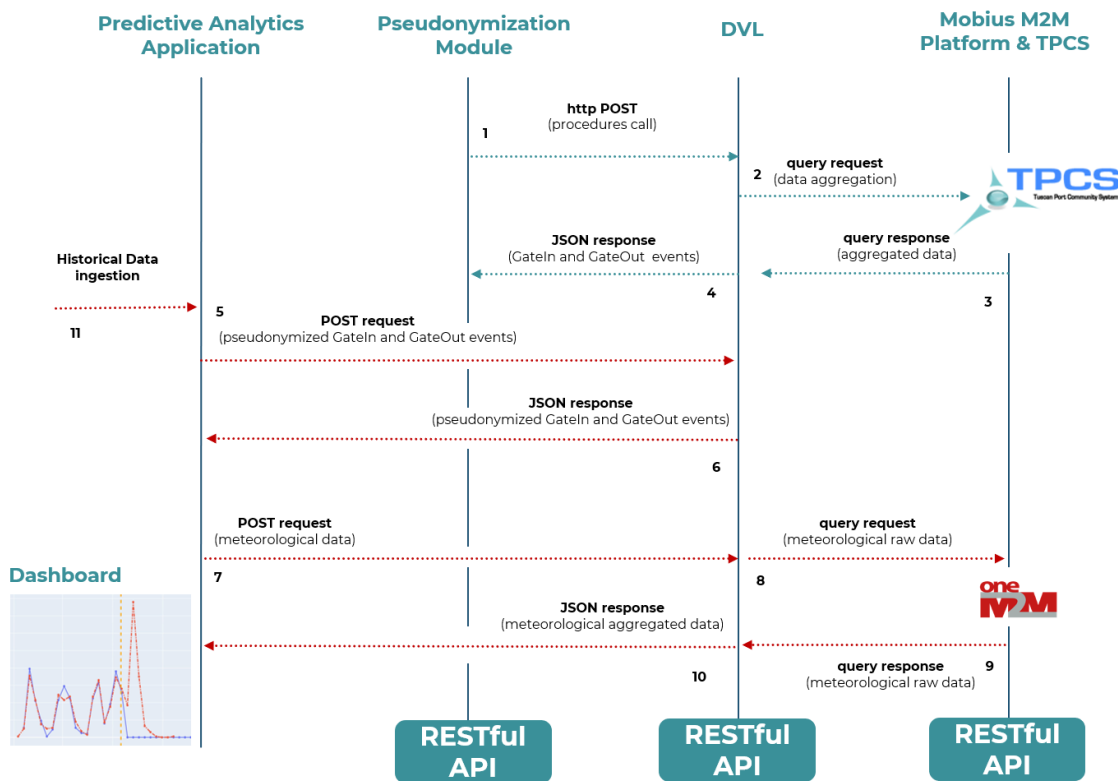 Predictive Analytics
Application
Pseudonymization
Module
DVL
Mobius M2M
Platform & TPCS
http POST
(procedures call)
1
query request
(data aggregation)
2
TPCS
Tuscan Port Community System
JSON response
(GateIn and GateOut events)
4
query response
(aggregated data)
3
Historical Data
ingestion
11
5
POST request
(pseudonymized GateIn and GateOut events)
JSON response
(pseudonymized GateIn and GateOut events)
6
POST request
(meteorological data)
7
query request
(meteorological raw data)
8
Dashboard
one
M2M
JSON response
(meteorological aggregated data)
10
query response
(meteorological raw data)
9
RESTful
API
RESTful
API
RESTful
API